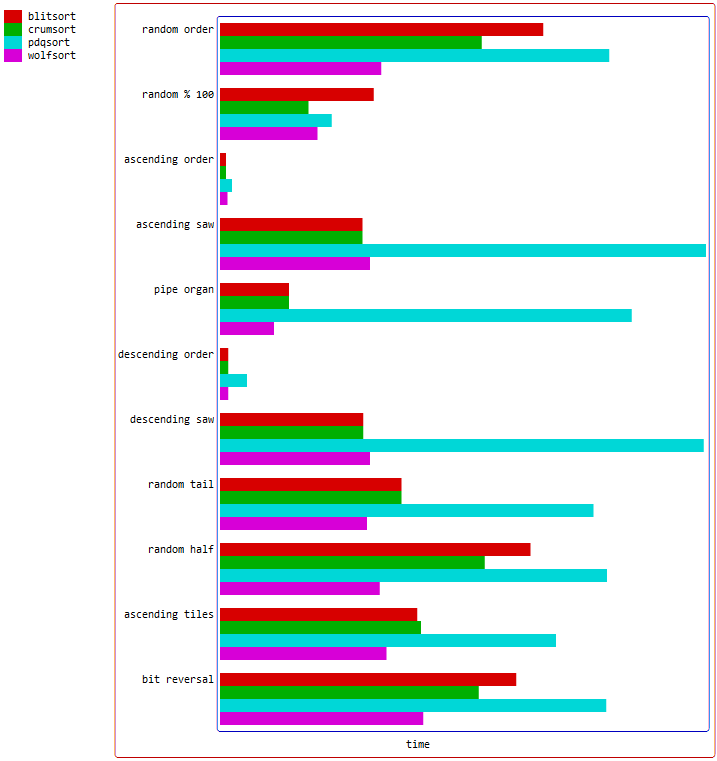 blitsort
crumsort
pdqsort
wolfsort
random order
random % 100
ascending order
ascending saw
pipe organ
descending order
descending saw
random tail
random half
ascending tiles
bit reversal
time